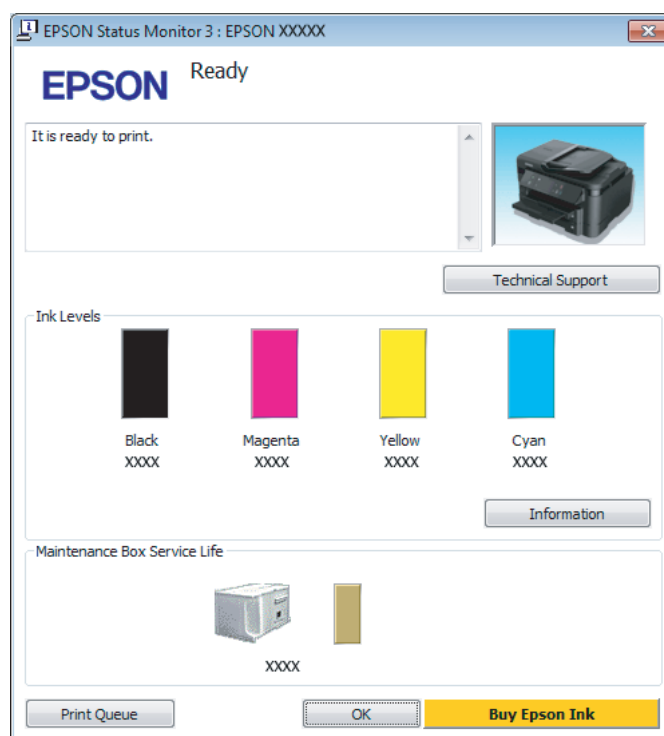 EPSON Status Monitor 3 : EPSON XXXXX
EPSON
Ready
It is ready to print.
Technical Support
Ink Levels
Black Magenta Yellow Cyan
XXXX XXXX XXXX XXXX
Information
Maintenance Box Service Life
XXXX
Print Queue OK Buy Epson Ink